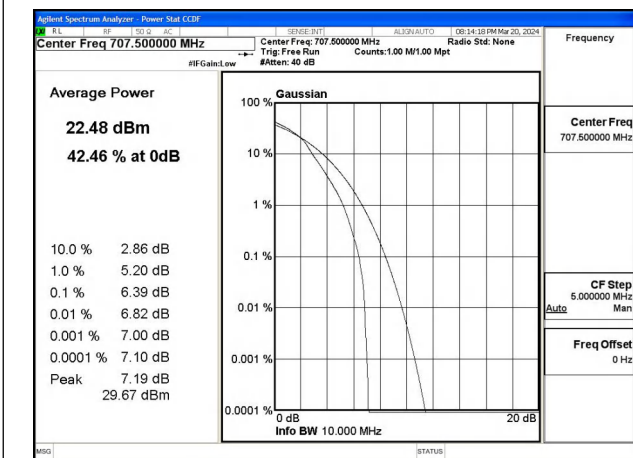 Agilent Spectrum Analyzer - Power Stat CCDF
RL RF 50 Ω AC SENSE:INT ALIGN AUTO 08:14:18 PM Mar 20, 2024
Center Freq 707.500000 MHz
Center Freq: 707.500000 MHz Radio Std: None
Trig: Free Run Counts:1.00 M/1.00 Mpt
#IFGain:Low #Atten: 40 dB
Frequency
Average Power
22.48 dBm
42.46 % at 0dB
10.0 % 2.86 dB
1.0 % 5.20 dB
0.1 % 6.39 dB
0.01 % 6.82 dB
0.001 % 7.00 dB
0.0001 % 7.10 dB
Peak 7.19 dB
29.67 dBm
Gaussian
100 %
10 %
1 %
0.1 %
0.01 %
0.001 %
0.0001 %
0 dB 20 dB
Info BW 10.000 MHz
Center Freq
707.500000 MHz
CF Step
5.000000 MHz
Auto Man
Freq Offset
0 Hz
MSG STATUS